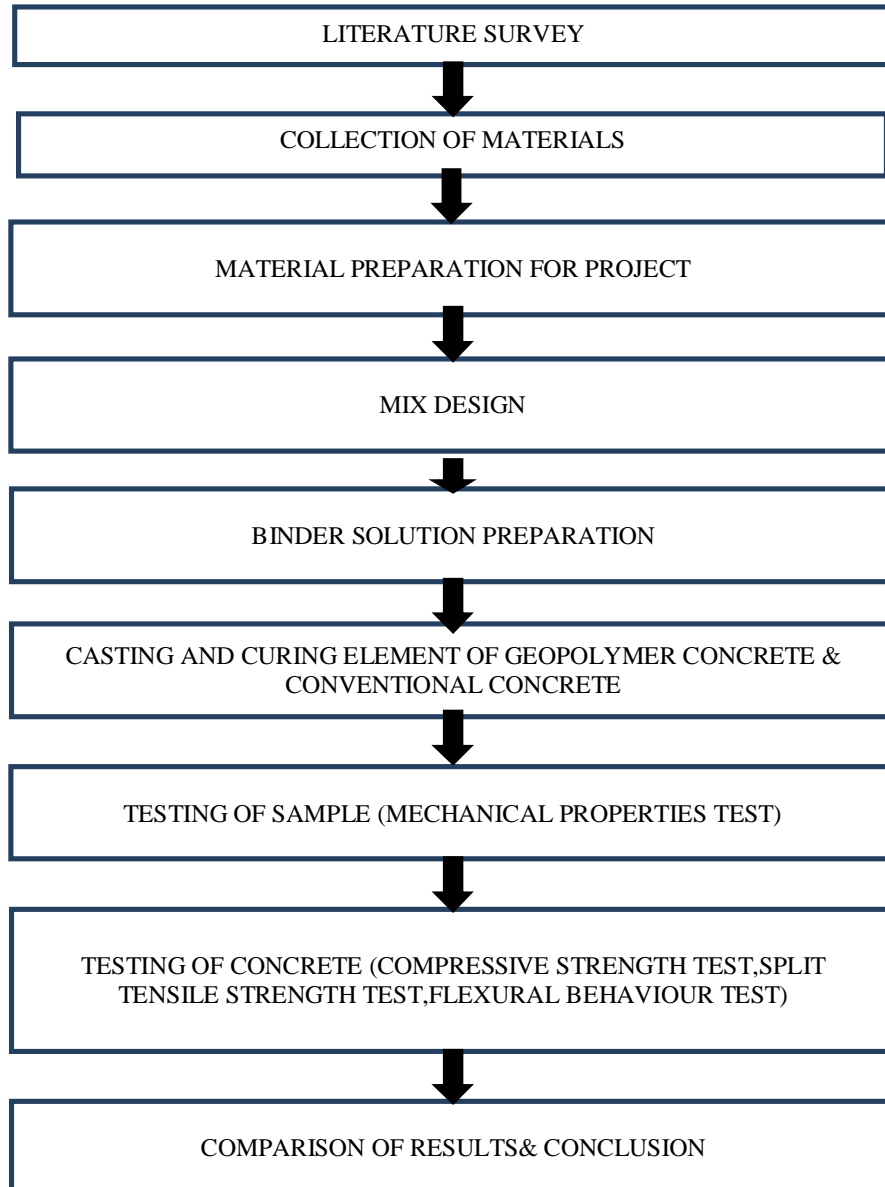 LITERATURE SURVEY
COLLECTION OF MATERIALS
MATERIAL PREPARATION FOR PROJECT
MIX DESIGN
BINDER SOLUTION PREPARATION
CASTING AND CURING ELEMENT OF GEOPOLYMER CONCRETE &
CONVENTIONAL CONCRETE
TESTING OF SAMPLE (MECHANICAL PROPERTIES TEST)
TESTING OF CONCRETE (COMPRESSIVE STRENGTH TEST,SPLIT
TENSILE STRENGTH TEST,FLEXURAL BEHAVIOUR TEST)
COMPARISON OF RESULTS& CONCLUSION